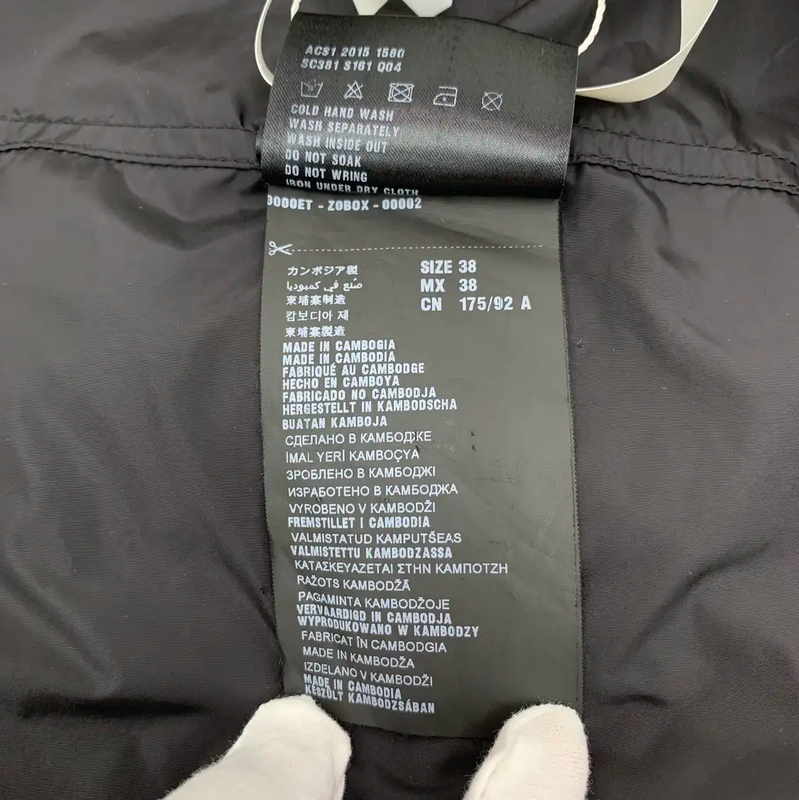 ACS1 2015 1580
SC381 S161 Q04
COLD HAND WASH
WASH SEPARATELY
WASH INSIDE OUT
DO NOT SOAK
DO NOT WRING
IRON UNDER DRY CLOTH
0000ET - Z0BOX - 00002
カンボジア製
SIZE 38
صنع في كمبوديا
MX 38
柬埔寨制造
CN 175/92 A
캄보디아 제
柬埔寨製造
MADE IN CAMBOGIA
MADE IN CAMBODIA
FABRIQUÉ AU CAMBODGE
HECHO EN CAMBOYA
FABRICADO NO CAMBODJA
HERGESTELLT IN KAMBODSCHA
BUATAN KAMBOJA
СДЕЛАНО В КАМБОДЖЕ
İMAL YERİ KAMBOÇYA
ЗРОБЛЕНО В КАМБОДЖІ
ИЗРАБОТЕНО В КАМБОДЖА
VYROBENO V KAMBODŽI
FREMSTILLET I CAMBODIA
VALMISTATUD KAMPUTŠEAS
VALMISTETTU KAMBODZASSA
ΚΑΤΑΣΚΕΥΑΖΕΤΑΙ ΣΤΗΝ ΚΑΜΠΟΤΖΗ
RAŽOTS KAMBODŽĀ
PAGAMINTA KAMBODŽOJE
VERVAARDIGD IN CAMBODJA
WYPRODUKOWANO W KAMBODZY
FABRICAT ÎN CAMBODGIA
MADE IN KAMBODŽA
IZDELANO V KAMBODŽI
MADE IN CAMBODIA
KÉSZÜLT KAMBODZSÁBAN